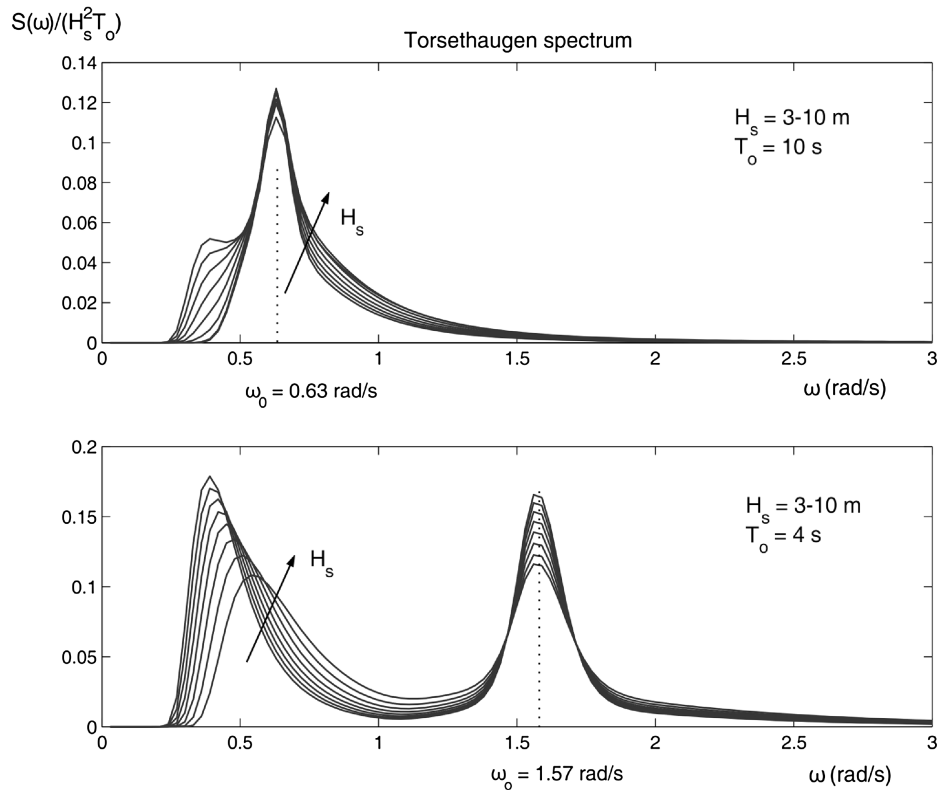 S(ω)/(H_s^2T_o)
Torsethaugen spectrum
0.14
0.12
0.1
0.08
0.06
0.04
0.02
0
H_s = 3-10 m
T_o = 10 s
H_s
0 0.5 1 1.5 2 2.5 3
ω_0 = 0.63 rad/s
ω (rad/s)
0.2
0.15
0.1
0.05
0
H_s = 3-10 m
T_o = 4 s
H_s
0 0.5 1 1.5 2 2.5 3
ω_o = 1.57 rad/s
ω (rad/s)